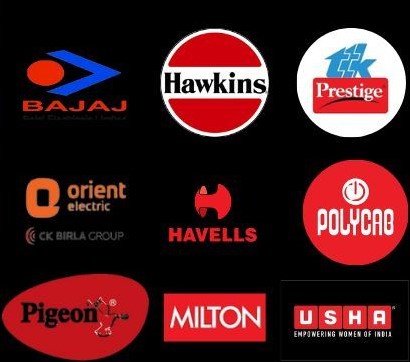 BAJAJ
Hawkins
ttk
Prestige
orient
electric
CK BIRLA GROUP
HAVELLS
POLYCAB
Pigeon
MILTON
USHA
EMPOWERING WOMEN OF INDIA